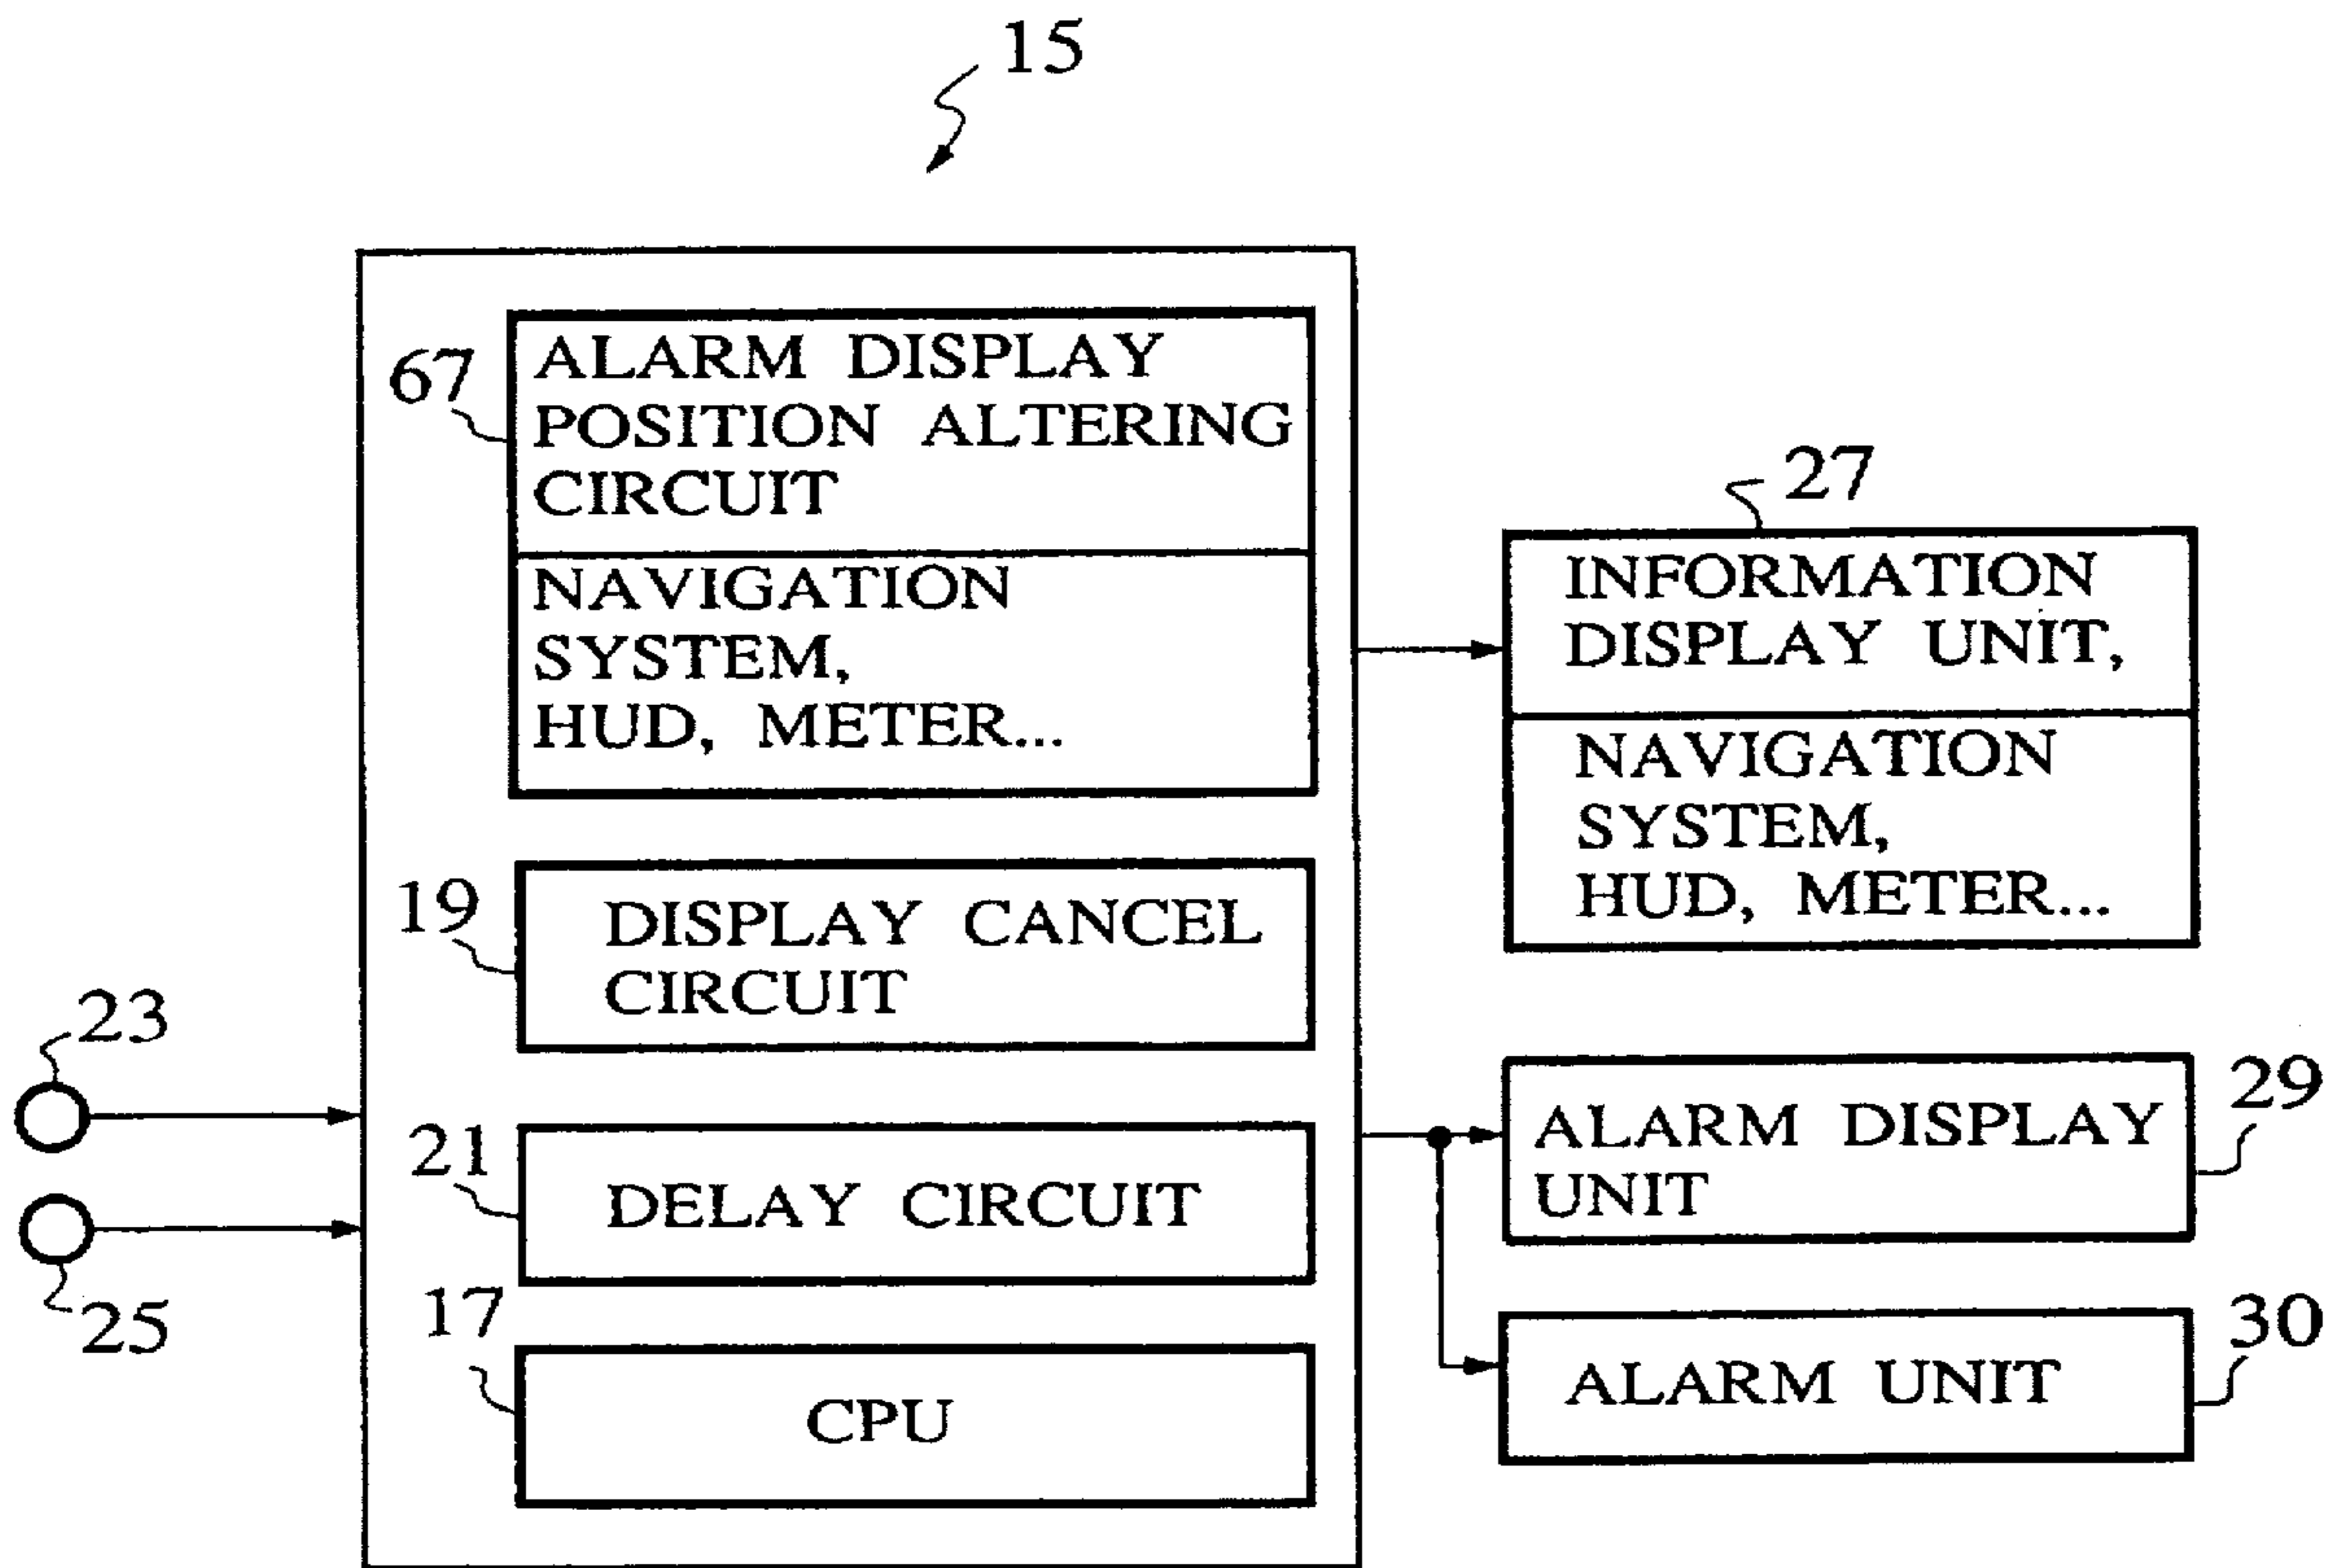 15
67
ALARM DISPLAY
POSITION ALTERING
CIRCUIT
NAVIGATION
SYSTEM,
HUD, METER...
19
DISPLAY CANCEL
CIRCUIT
21
DELAY CIRCUIT
17
CPU
23
25
27
INFORMATION
DISPLAY UNIT,
NAVIGATION
SYSTEM,
HUD, METER...
29
ALARM DISPLAY
UNIT
30
ALARM UNIT